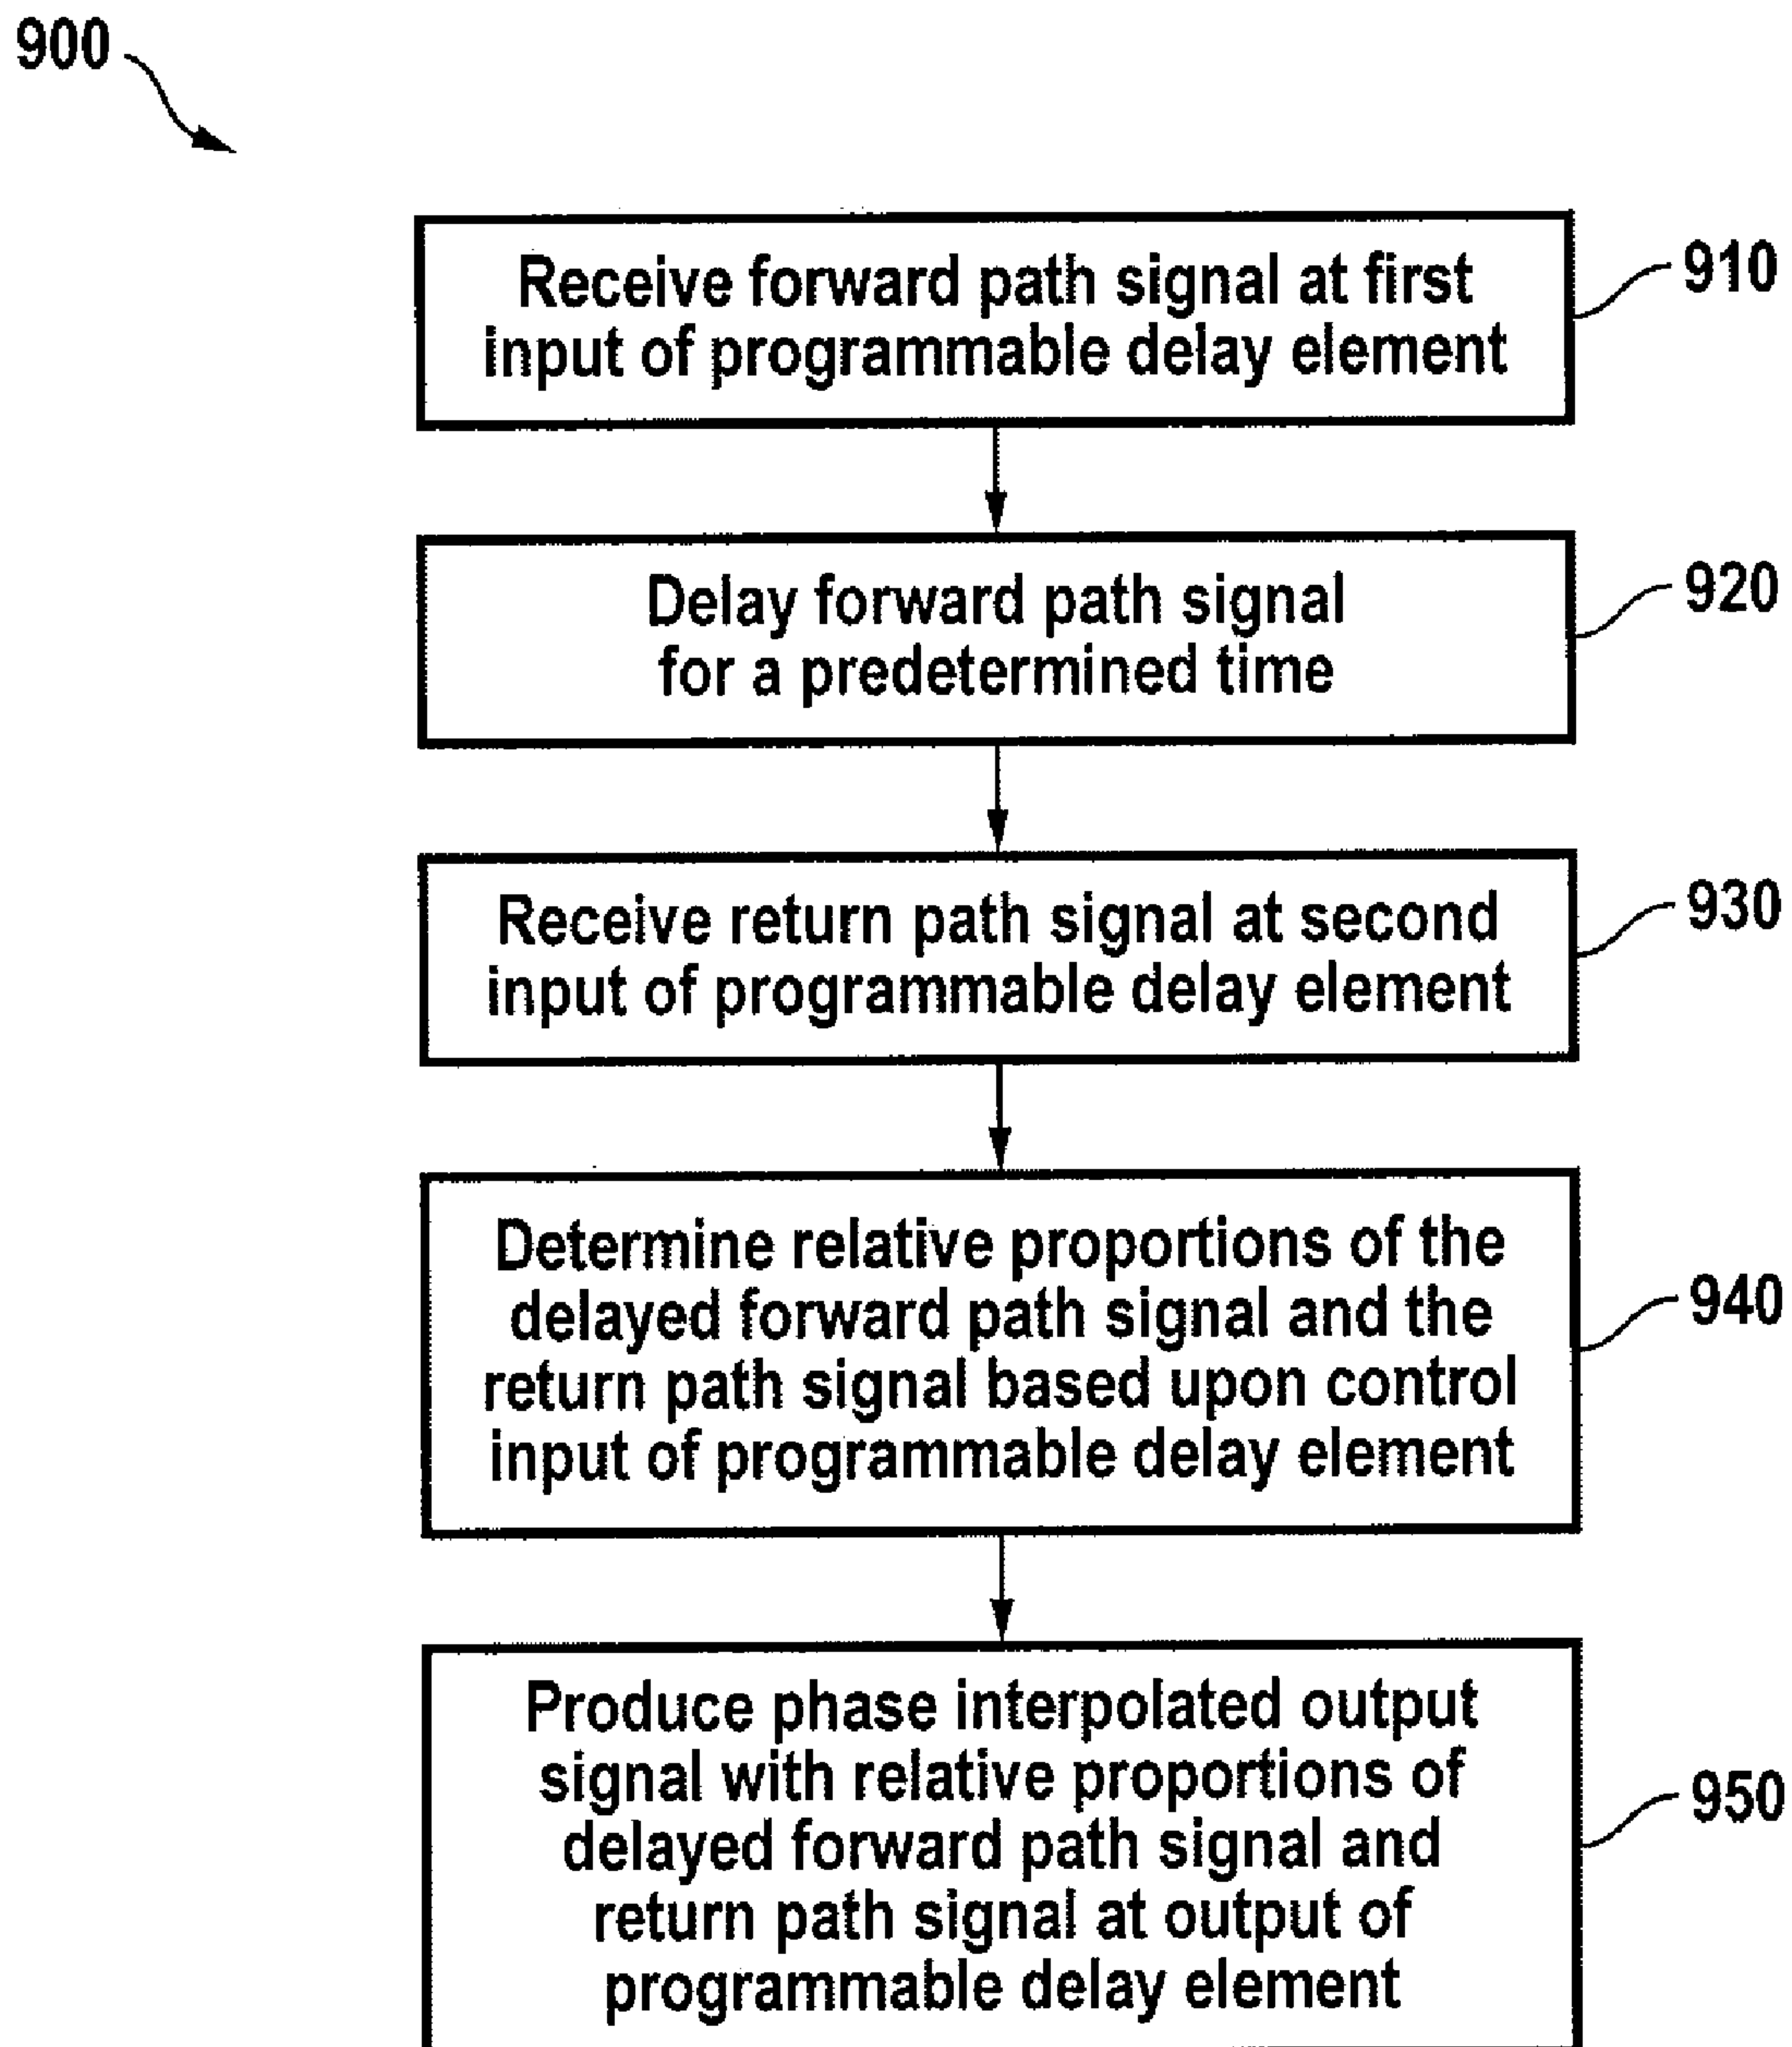 900
Receive forward path signal at first
input of programmable delay element
910
Delay forward path signal
for a predetermined time
920
Receive return path signal at second
input of programmable delay element
930
Determine relative proportions of the
delayed forward path signal and the
return path signal based upon control
input of programmable delay element
940
Produce phase interpolated output
signal with relative proportions of
delayed forward path signal and
return path signal at output of
programmable delay element
950